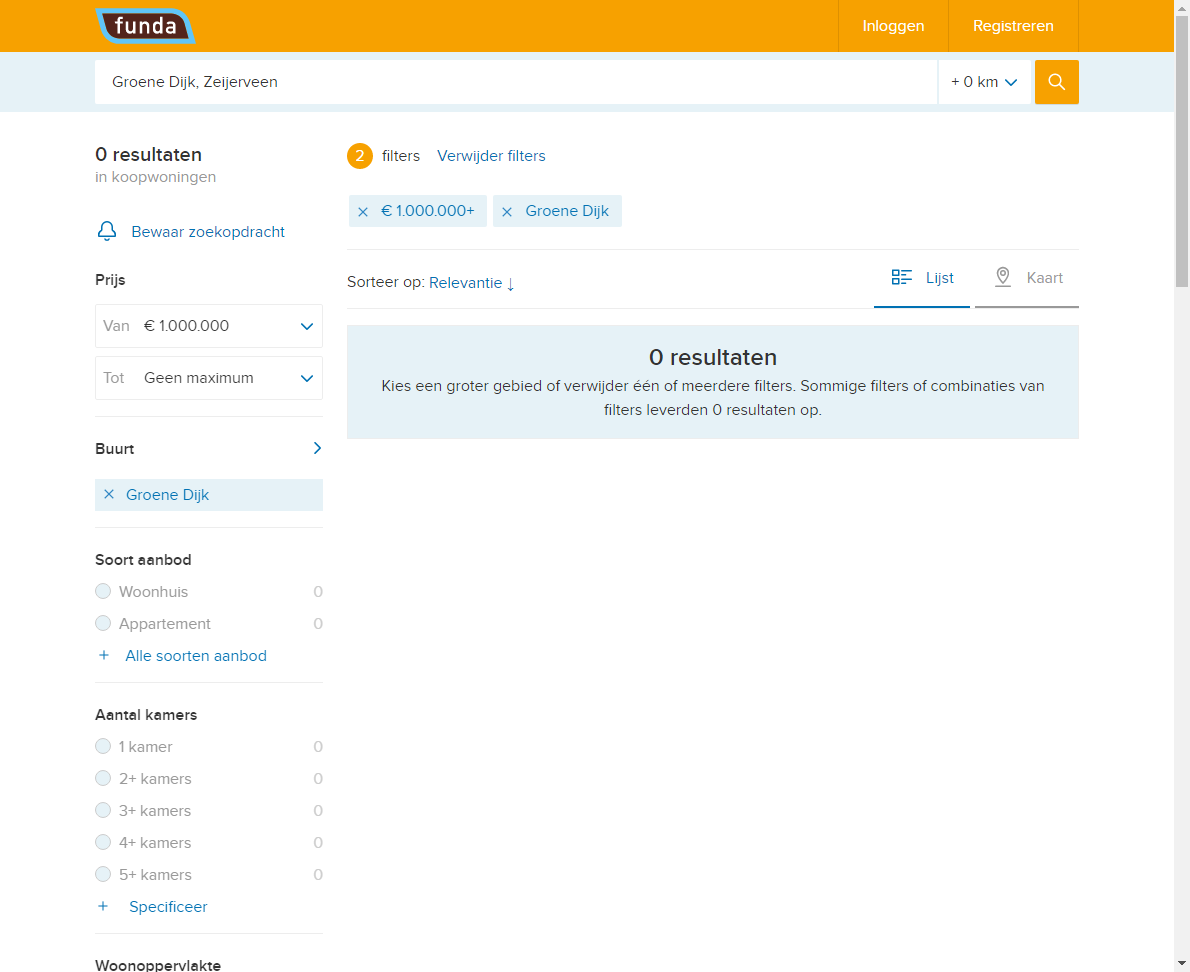 funda
Inloggen
Registreren
Groene Dijk, Zeijerveen
+ 0 km
0 resultaten
in koopwoningen
Bewaar zoekopdracht
Prijs
Van € 1.000.000
Tot Geen maximum
Buurt
Groene Dijk
Soort aanbod
Woonhuis 0
Appartement 0
+ Alle soorten aanbod
Aantal kamers
1 kamer 0
2+ kamers 0
3+ kamers 0
4+ kamers 0
5+ kamers 0
+ Specificeer
Woonoppervlakte
2 filters Verwijder filters
€ 1.000.000+
Groene Dijk
Sorteer op: Relevantie ↓
Lijst
Kaart
0 resultaten
Kies een groter gebied of verwijder één of meerdere filters. Sommige filters of combinaties van
filters leverden 0 resultaten op.